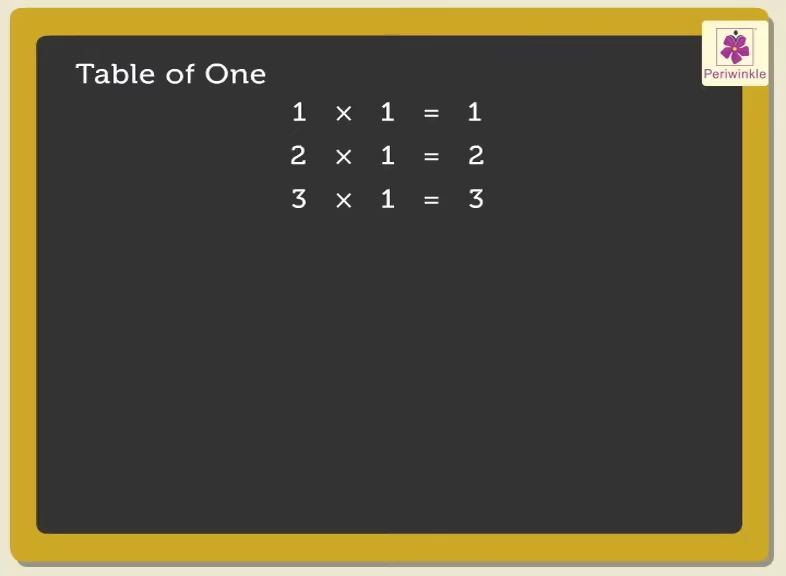 Table of One
1 × 1 = 1
2 × 1 = 2
3 × 1 = 3
Periwinkle